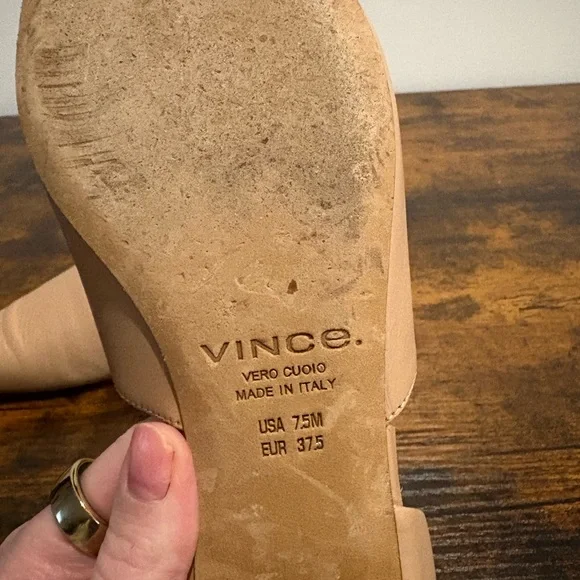 VINCe.
VERO CUOIO
MADE IN ITALY
USA 7.5M
EUR 37.5